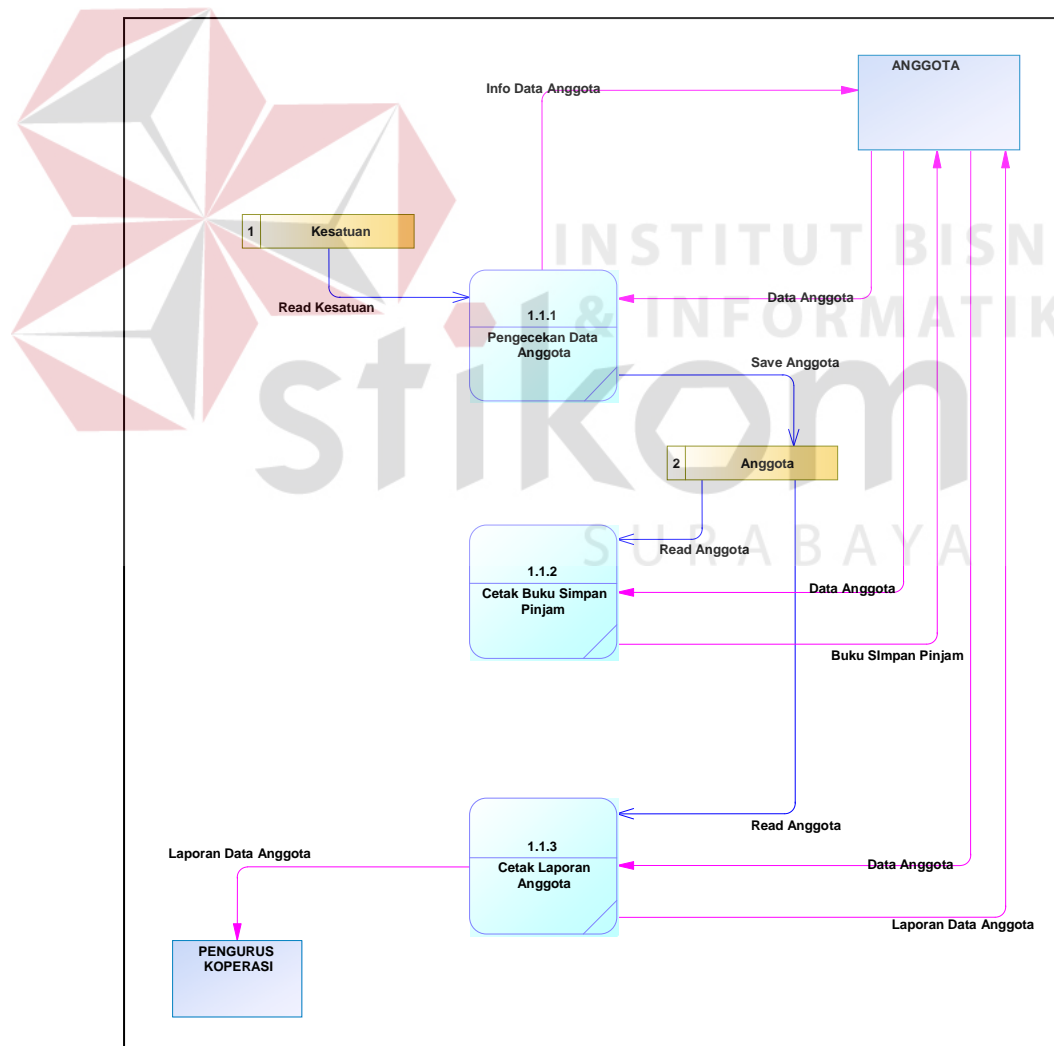 ANGGOTA
Info Data Anggota
1
Kesatuan
INSTITUT BISN
Read Kesatuan
Data Anggota
& INFORMATIK
1.1.1
Pengecekan Data
Anggota
Save Anggota
stikom
2
Anggota
SURABAYA
Read Anggota
1.1.2
Cetak Buku Simpan
Pinjam
Data Anggota
Buku SImpan Pinjam
Read Anggota
1.1.3
Cetak Laporan
Anggota
Laporan Data Anggota
Data Anggota
Laporan Data Anggota
PENGURUS
KOPERASI